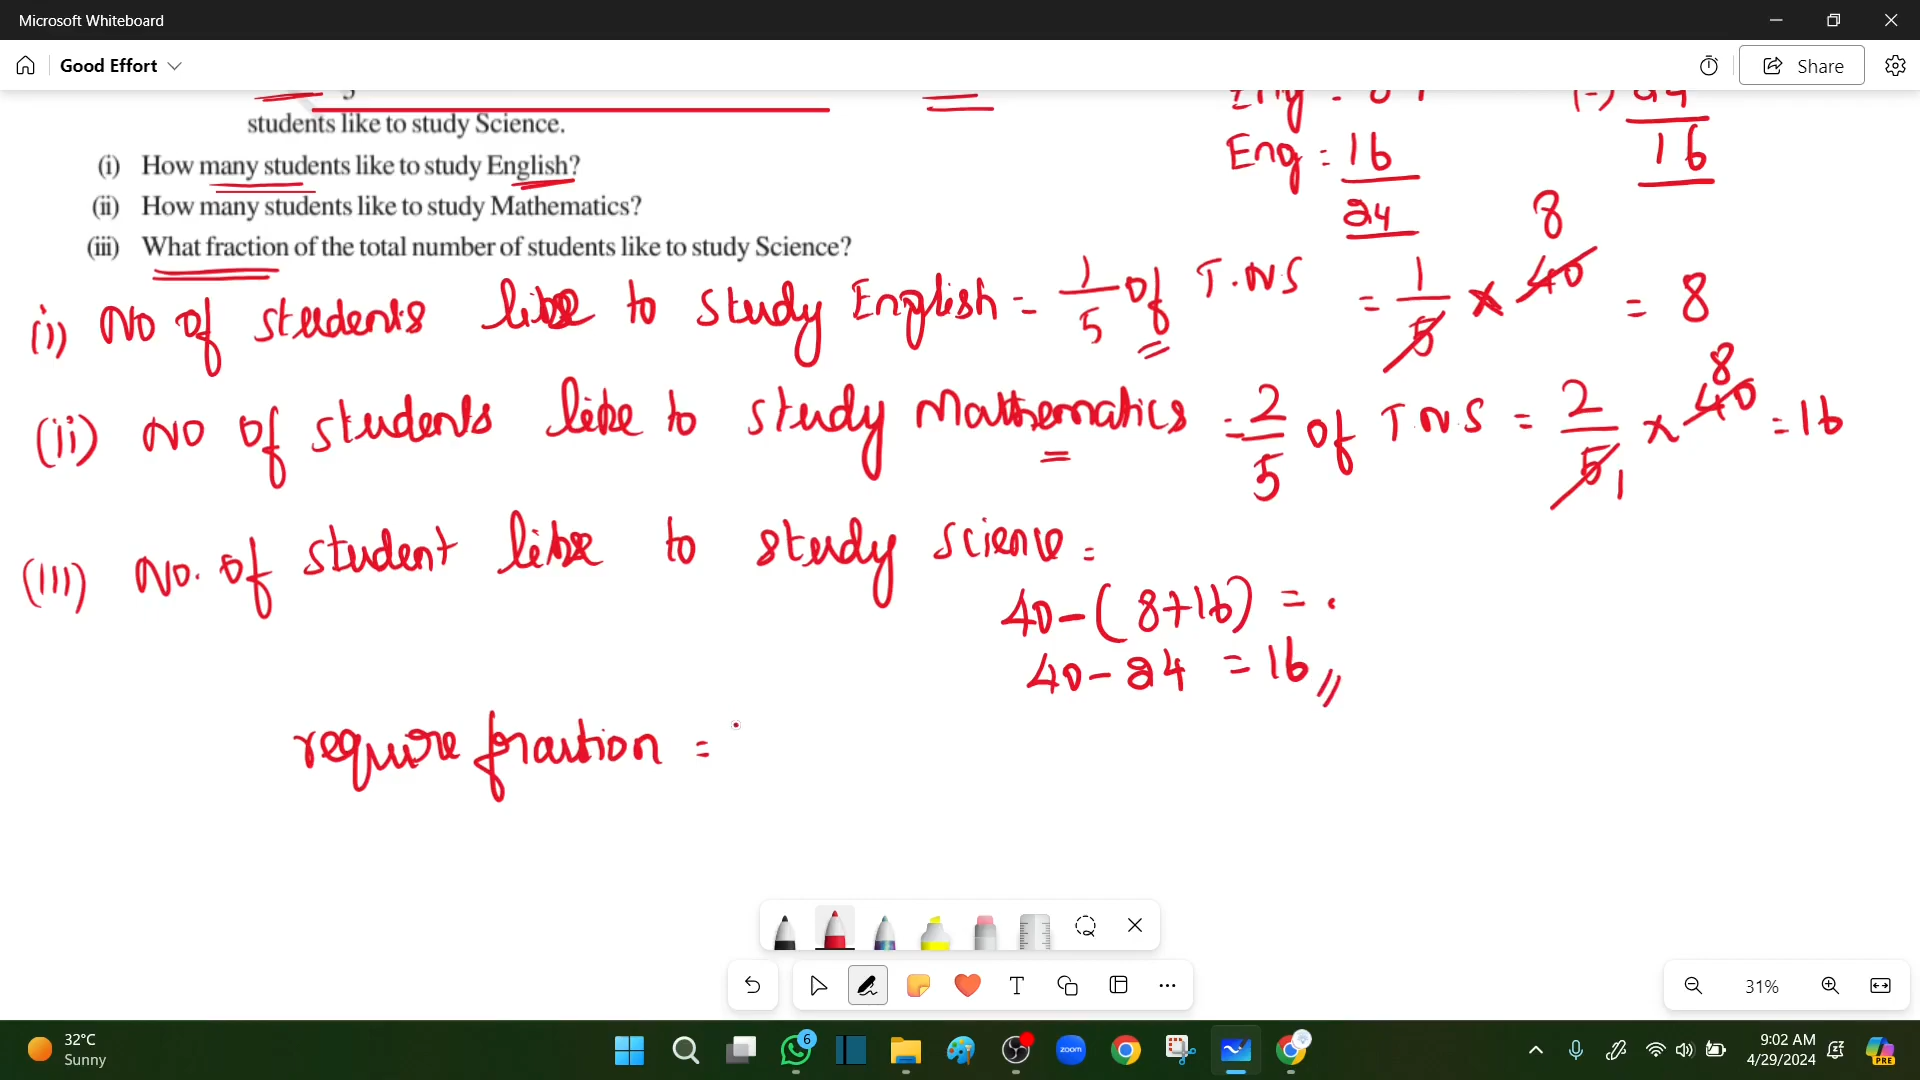 Microsoft Whiteboard
Good Effort
Share
students like to study Science.
(i) How many students like to study English?
(ii) How many students like to study Mathematics?
(iii) What fraction of the total number of students like to study Science?
Eng : 16
24
16
(i) No of students like to study English = 1/5 of T.N.S = 1/5 × 40 = 8
8
(ii) No of students like to study Mathematics = 2/5 of T.N.S = 2/5 × 40 = 16
8
1
(III) No. of student like to study science =
40 - (8+16) =
40 - 24 = 16
require fraction =
31%
32°C
Sunny
6
zoom
9:02 AM
4/29/2024
PRE